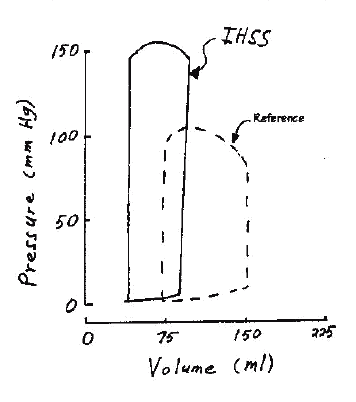 IHSS
Reference
150
100
50
0
Pressure (mm Hg)
0 75 150 225
Volume (ml)